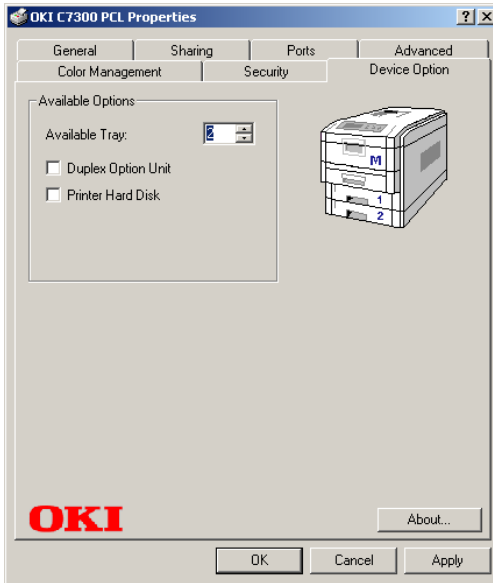 OKI C7300 PCL Properties
General Sharing Ports Advanced
Color Management Security Device Option
Available Options
Available Tray: 2
Duplex Option Unit
Printer Hard Disk
M
1
2
OKI
About...
OK Cancel Apply